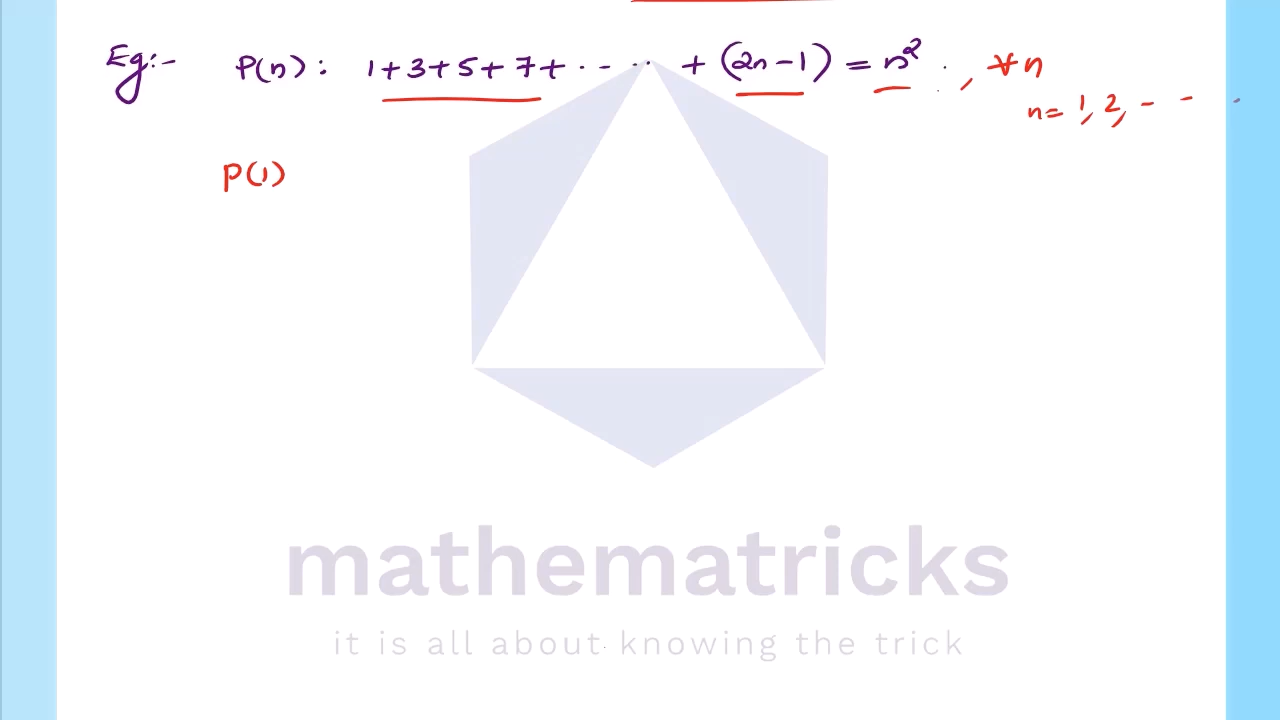 Eg:- P(n) : 1+3+5+7+ ..... + (2n-1) = n² , ∀n
n= 1, 2, - - -
P(1)
mathematricks
it is all about knowing the trick